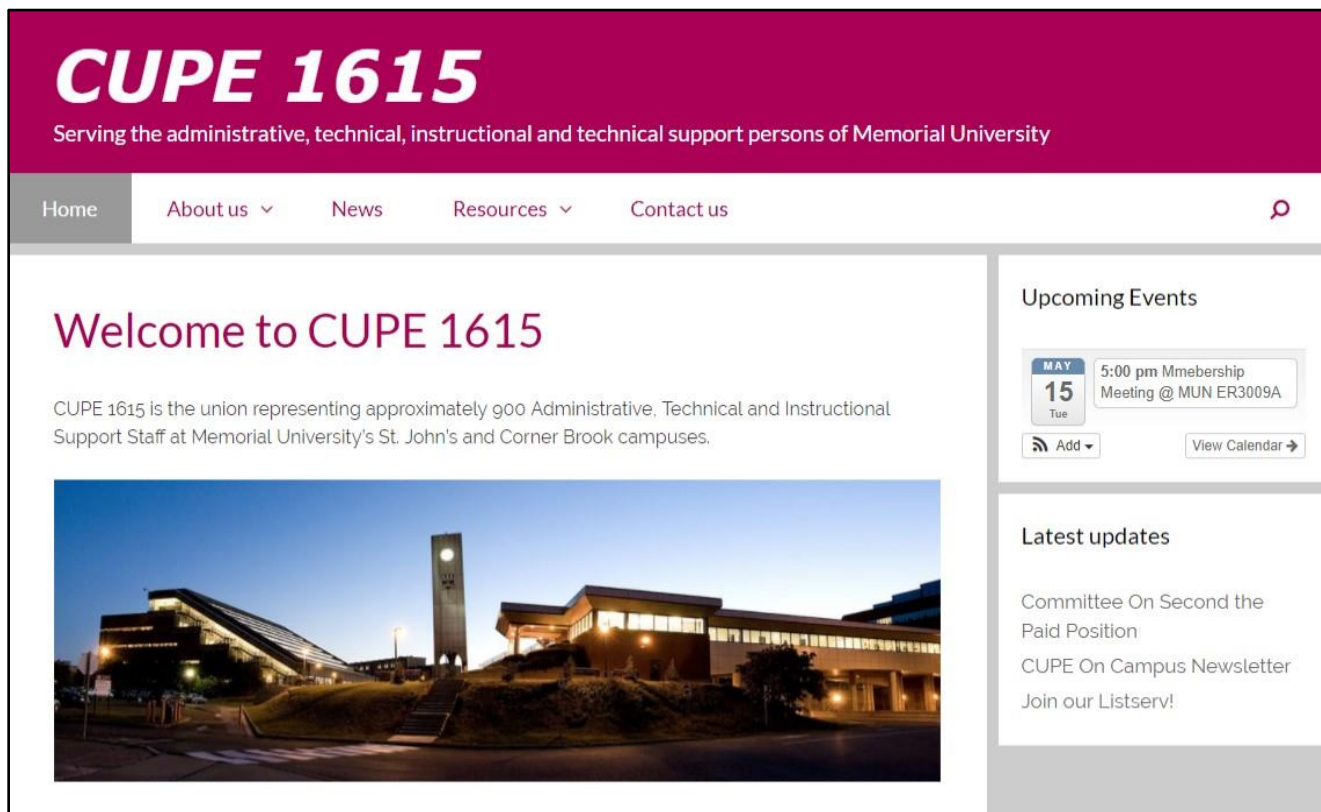 CUPE 1615
Serving the administrative, technical, instructional and technical support persons of Memorial University
Home About us News Resources Contact us
Welcome to CUPE 1615
CUPE 1615 is the union representing approximately 900 Administrative, Technical and Instructional
Support Staff at Memorial University's St. John's and Corner Brook campuses.
Upcoming Events
MAY
15
Tue
5:00 pm Mmebership
Meeting @ MUN ER3009A
Add
View Calendar
Latest updates
Committee On Second the
Paid Position
CUPE On Campus Newsletter
Join our Listserv!